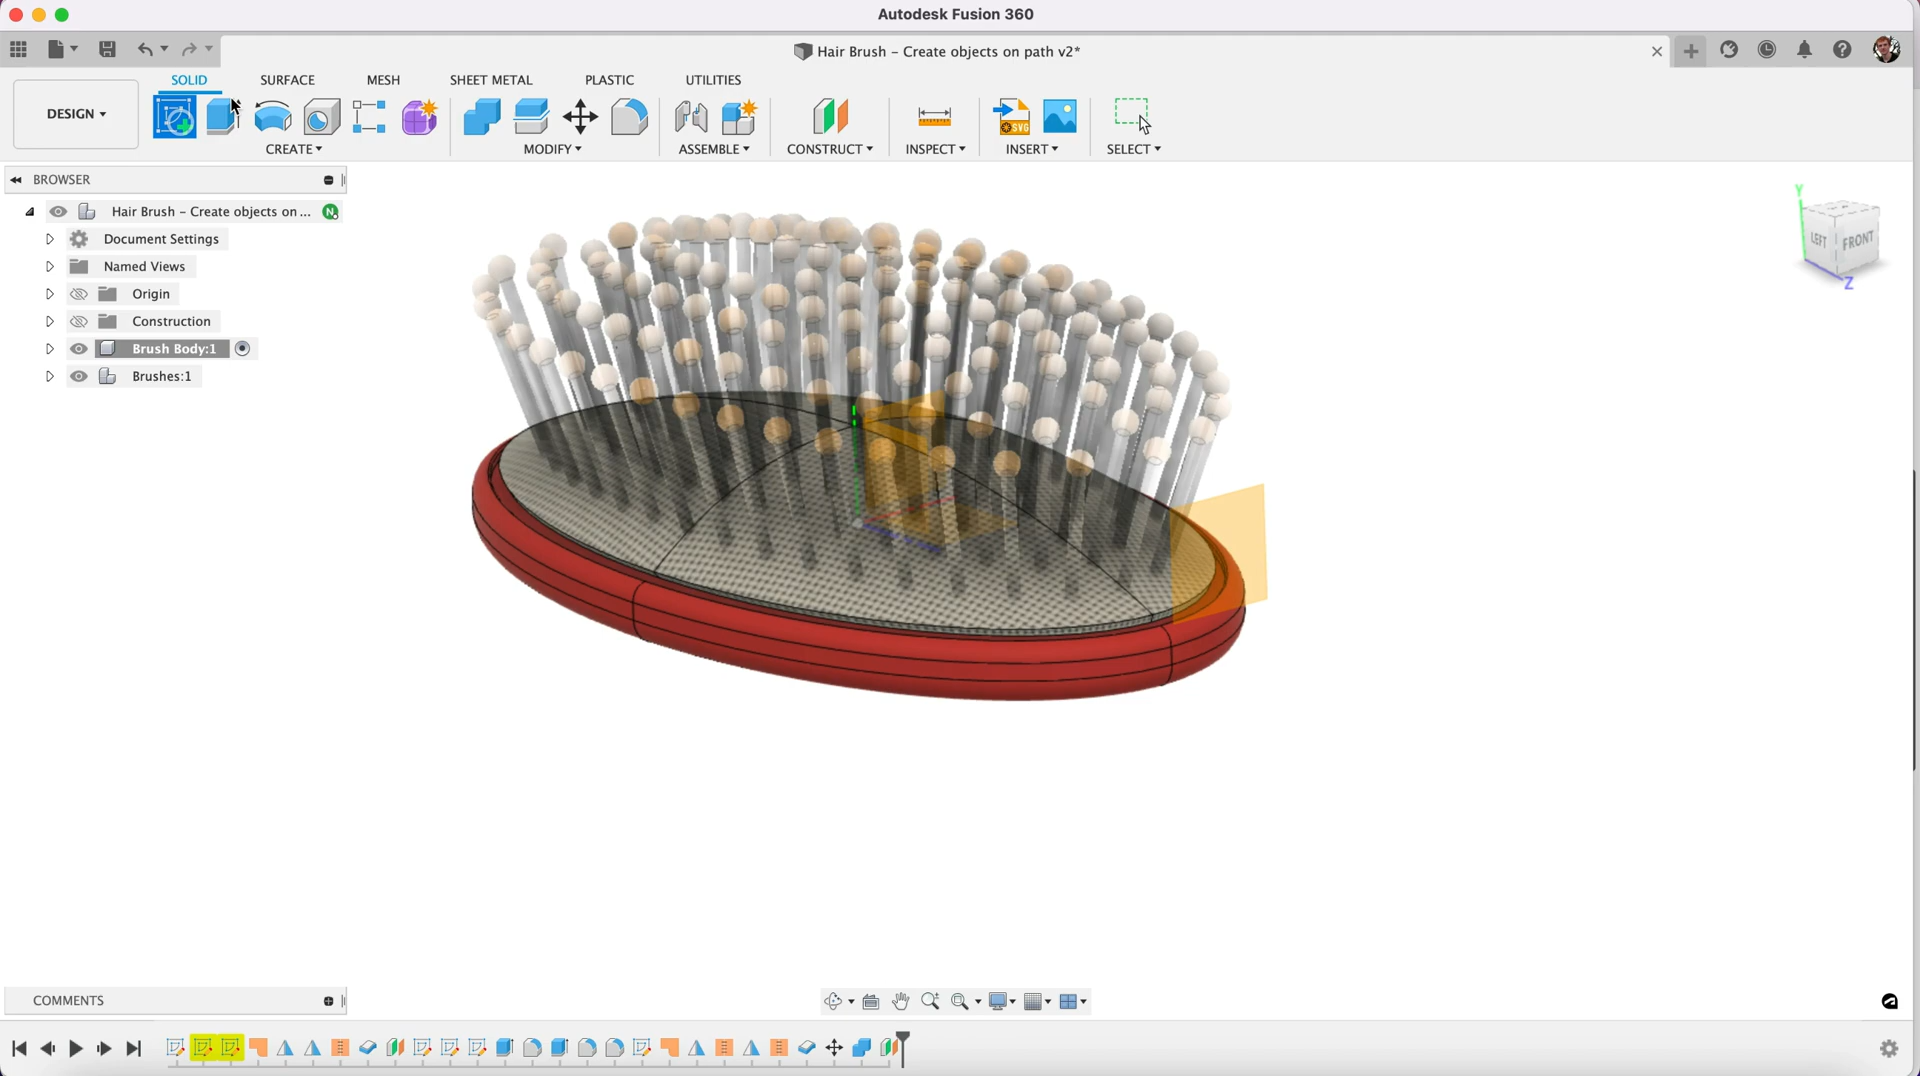 Autodesk Fusion 360
Hair Brush – Create objects on path v2*
SOLID SURFACE MESH SHEET METAL PLASTIC UTILITIES
DESIGN ▾
CREATE ▾ MODIFY ▾ ASSEMBLE ▾ CONSTRUCT ▾ INSPECT ▾ INSERT ▾ SELECT ▾
SVG
BROWSER
Hair Brush – Create objects on ...
N
Document Settings
Named Views
Origin
Construction
Brush Body:1
Brushes:1
Y
LEFT FRONT
Z
COMMENTS